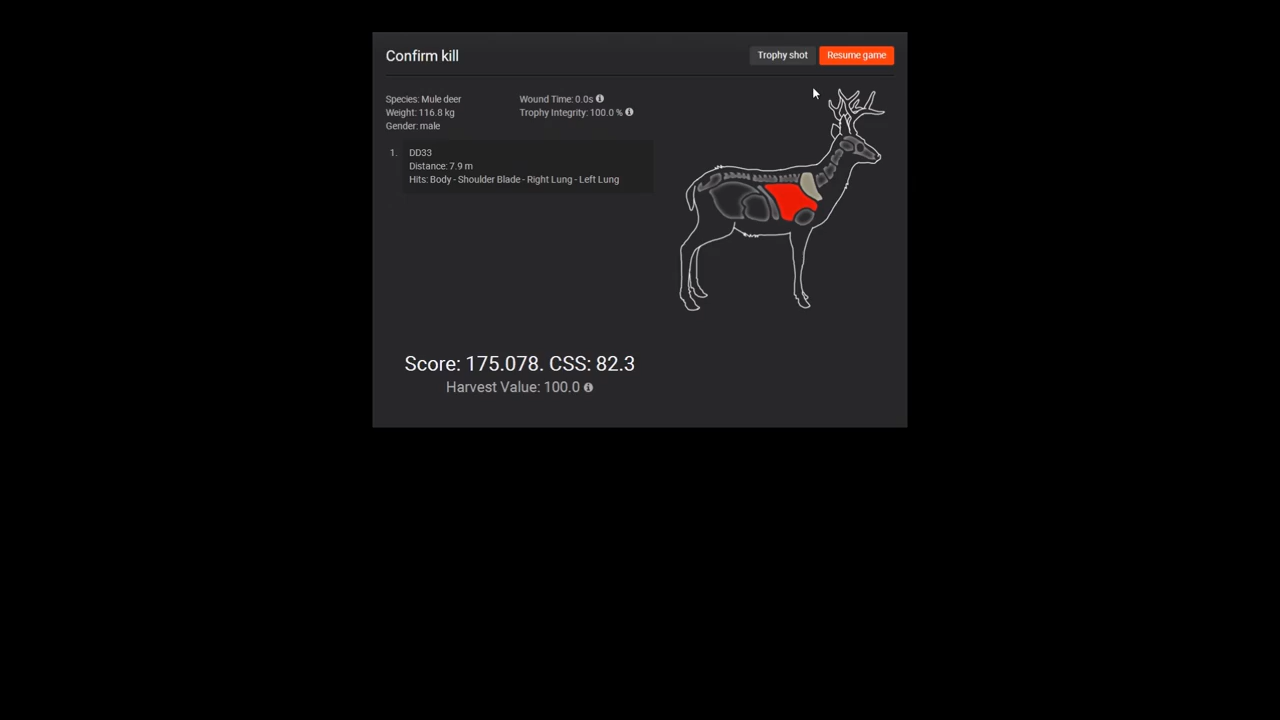 Confirm kill
Trophy shot
Resume game
Species: Mule deer
Weight: 116.8 kg
Gender: male
Wound Time: 0.0s
Trophy Integrity: 100.0 %
1.
DD33
Distance: 7.9 m
Hits: Body - Shoulder Blade - Right Lung - Left Lung
Score: 175.078. CSS: 82.3
Harvest Value: 100.0